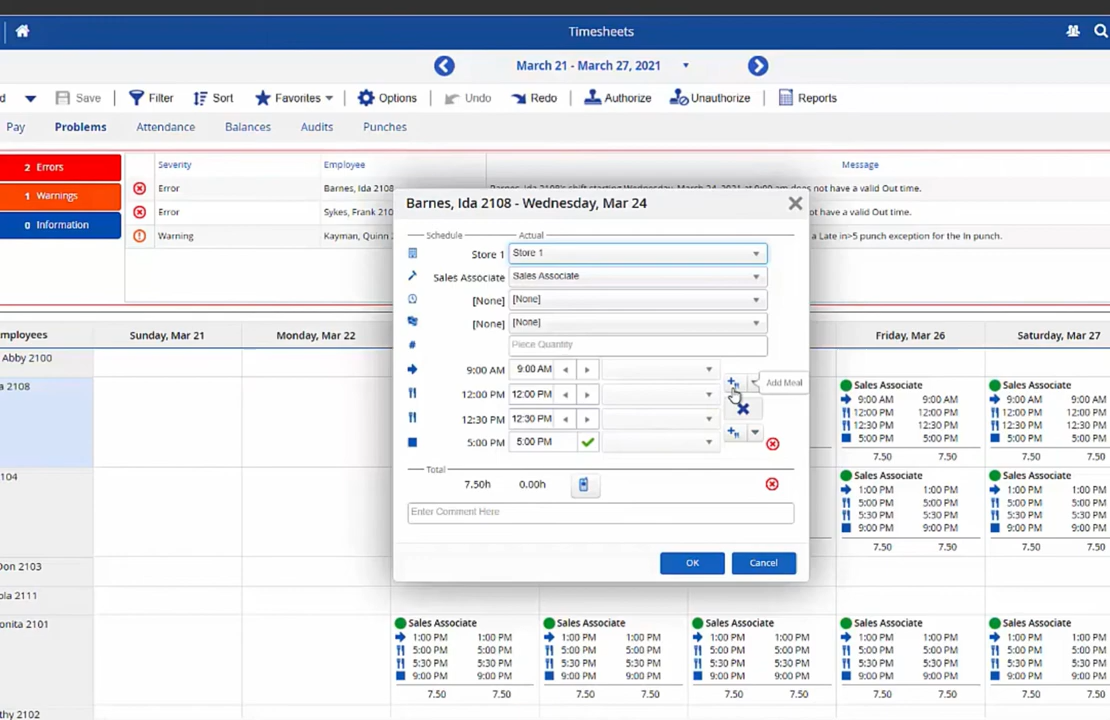 Timesheets
March 21 - March 27, 2021
d Save Filter Sort Favorites Options Undo Redo Authorize Unauthorize Reports
Pay Problems Attendance Balances Audits Punches
2 Errors
1 Warnings
0 Information
Severity Employee Message
Error Barnes, Ida 2108 Barnes, Ida 2108's shift starting Wednesday, March 24, 2021 at 9:00 am does not have a valid Out time.
Error Sykes, Frank 210 not have a valid Out time.
Warning Kayman, Quinn 2 a Late in>5 punch exception for the In punch.
Barnes, Ida 2108 - Wednesday, Mar 24
Schedule Actual
Store 1 Store 1
Sales Associate Sales Associate
[None] [None]
[None] [None]
# Piece Quantity
9:00 AM 9:00 AM
12:00 PM 12:00 PM
12:30 PM 12:30 PM
5:00 PM 5:00 PM
Add Meal
Total
7.50h 0.00h
Enter Comment Here
OK Cancel
mployees Sunday, Mar 21 Monday, Mar 22 Friday, Mar 26 Saturday, Mar 27
Abby 2100
a 2108
Sales Associate Sales Associate
9:00 AM 9:00 AM 9:00 AM 9:00 AM
12:00 PM 12:00 PM 12:00 PM 12:00 PM
12:30 PM 12:30 PM 12:30 PM 12:30 PM
5:00 PM 5:00 PM 5:00 PM 5:00 PM
7.50 7.50 7.50 7.50
104
Sales Associate Sales Associate
1:00 PM 1:00 PM 1:00 PM 1:00 PM
5:00 PM 5:00 PM 5:00 PM 5:00 PM
5:30 PM 5:30 PM 5:30 PM 5:30 PM
9:00 PM 9:00 PM 9:00 PM 9:00 PM
7.50 7.50 7.50 7.50
Don 2103
ola 2111
onita 2101
Sales Associate Sales Associate Sales Associate Sales Associate Sales Associate
1:00 PM 1:00 PM 1:00 PM 1:00 PM 1:00 PM 1:00 PM 1:00 PM 1:00 PM 1:00 PM 1:00 PM
5:00 PM 5:00 PM 5:00 PM 5:00 PM 5:00 PM 5:00 PM 5:00 PM 5:00 PM 5:00 PM 5:00 PM
5:30 PM 5:30 PM 5:30 PM 5:30 PM 5:30 PM 5:30 PM 5:30 PM 5:30 PM 5:30 PM 5:30 PM
9:00 PM 9:00 PM 9:00 PM 9:00 PM 9:00 PM 9:00 PM 9:00 PM 9:00 PM 9:00 PM 9:00 PM
7.50 7.50 7.50 7.50 7.50 7.50 7.50 7.50 7.50 7.50
thy 2102